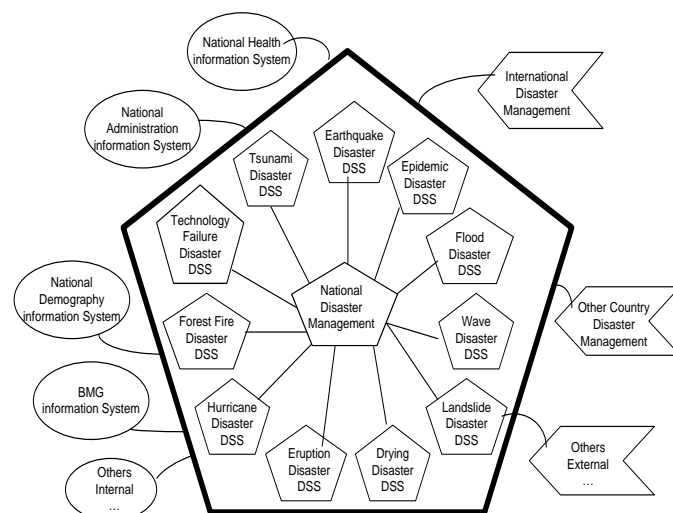 National Health
information System
International
Disaster
Management
National
Administration
information System
Earthquake
Disaster
DSS
Tsunami
Disaster
DSS
Epidemic
Disaster
DSS
Technology
Failure
Disaster
DSS
Flood
Disaster
DSS
National
Disaster
Management
National
Demography
information System
Forest Fire
Disaster
DSS
Wave
Disaster
DSS
Other Country
Disaster
Management
BMG
information System
Hurricane
Disaster
DSS
Landslide
Disaster
DSS
Eruption
Disaster
DSS
Drying
Disaster
DSS
Others
External
...
Others
Internal
...